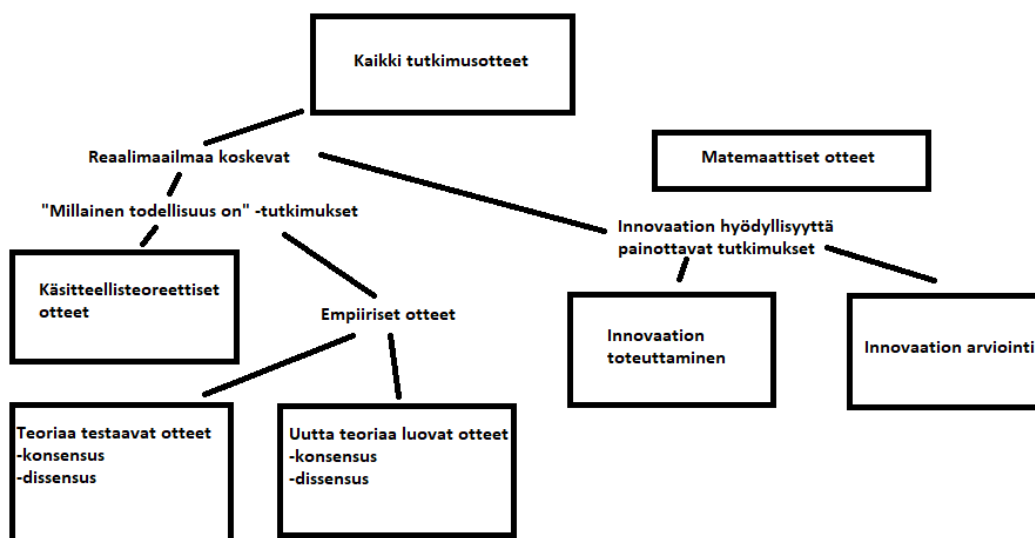 Kaikki tutkimusotteet
Reaalimaailmaa koskevat
Matemaattiset otteet
"Millainen todellisuus on" -tutkimukset
Innovaation hyödyllisyyttä
painottavat tutkimukset
Käsitteellisteoreettiset
otteet
Empiiriset otteet
Innovaation
toteuttaminen
Innovaation arviointi
Teoriaa testaavat otteet
-konsensus
-dissensus
Uutta teoriaa luovat otteet
-konsensus
-dissensus